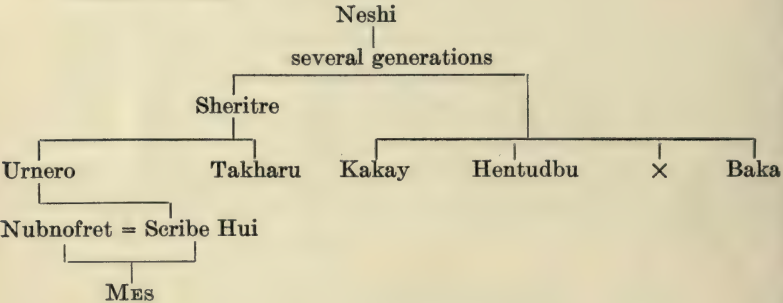 Neshi
several generations
Sheritre
Urnero Takharu Kakay Hentudbu × Baka
Nubnofret = Scribe Hui
MES